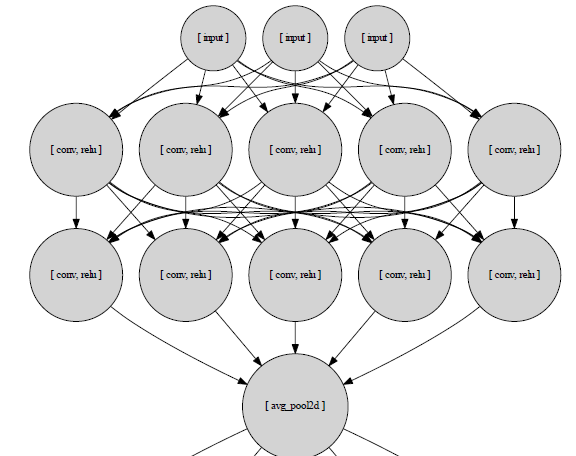 [ input ] [ input ] [ input ]
[ conv, relu ] [ conv, relu ] [ conv, relu ] [ conv, relu ] [ conv, relu ]
[ conv, relu ] [ conv, relu ] [ conv, relu ] [ conv, relu ] [ conv, relu ]
[ avg_pool2d ]